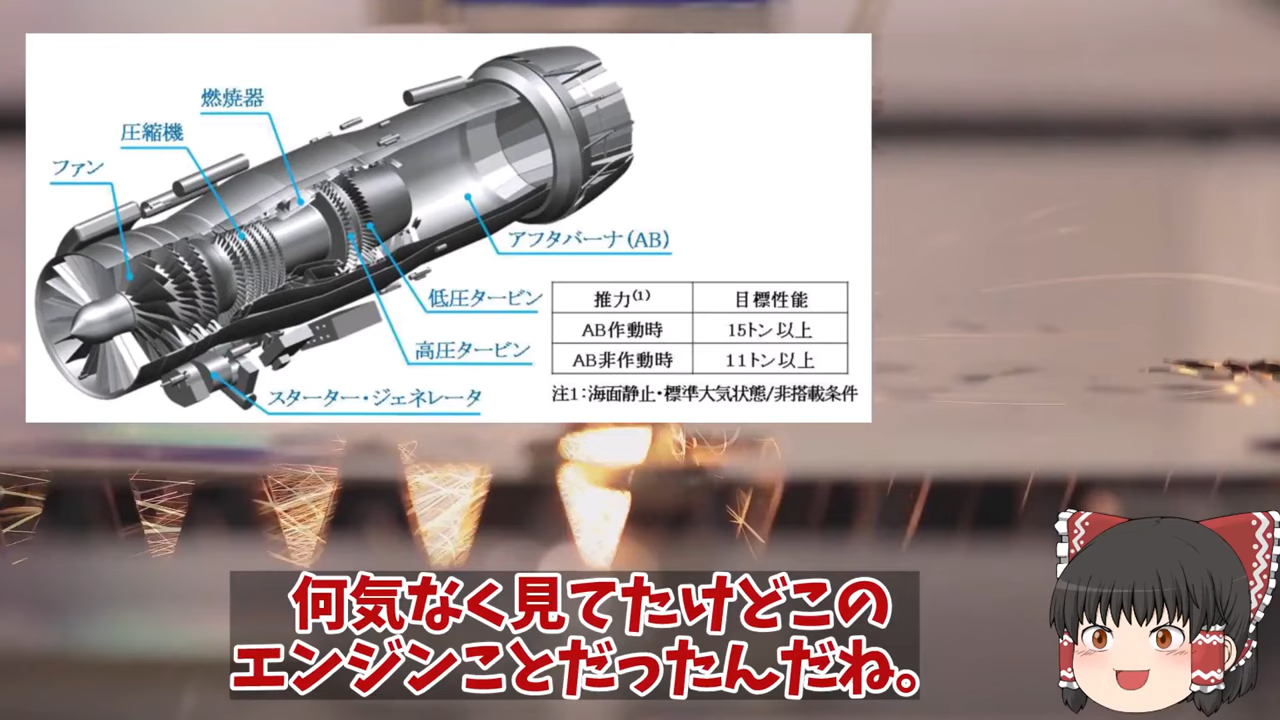 燃焼器
圧縮機
ファン
アフタバーナ(AB)
低圧タービン
高圧タービン
スターター・ジェネレータ
推力(1) 目標性能
AB作動時 15トン以上
AB非作動時 11トン以上
注1:海面静止・標準大気状態/非搭載条件
何気なく見てたけどこの
エンジンことだったんだね。